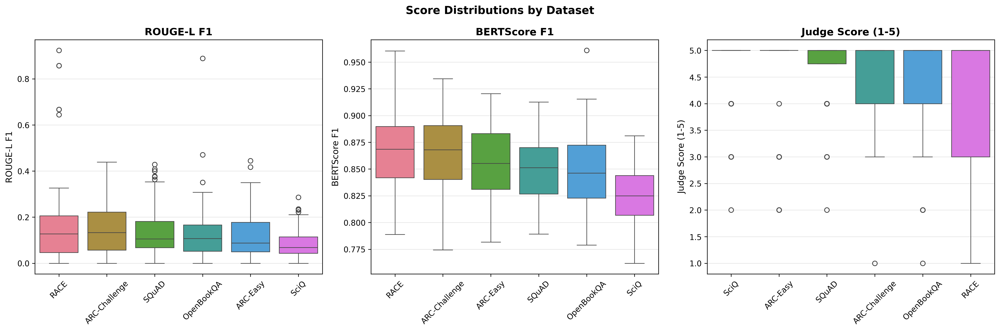 Score Distributions by Dataset
ROUGE-L F1
ROUGE-L F1
0.8
0.6
0.4
0.2
0.0
RACE
ARC-Challenge
SQuAD
OpenBookQA
ARC-Easy
SciQ
BERTScore F1
BERTScore F1
0.950
0.925
0.900
0.875
0.850
0.825
0.800
0.775
RACE
ARC-Challenge
ARC-Easy
SQuAD
OpenBookQA
SciQ
Judge Score (1-5)
Judge Score (1-5)
5.0
4.5
4.0
3.5
3.0
2.5
2.0
1.5
1.0
SciQ
ARC-Easy
SQuAD
ARC-Challenge
OpenBookQA
RACE